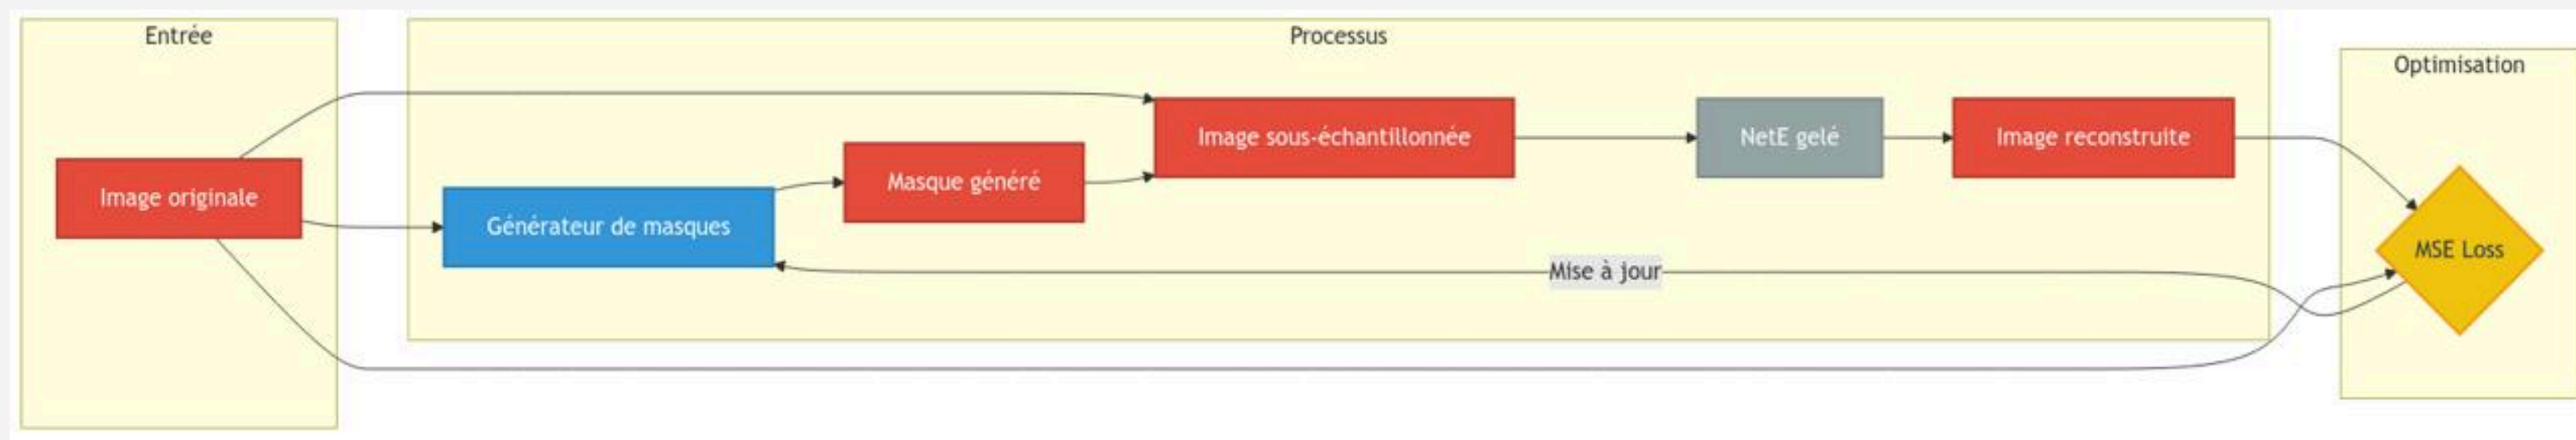 Entrée
Processus
Optimisation
Image originale
Générateur de masques
Masque généré
Image sous-échantillonnée
NetE gelé
Image reconstruite
MSE Loss
Mise à jour